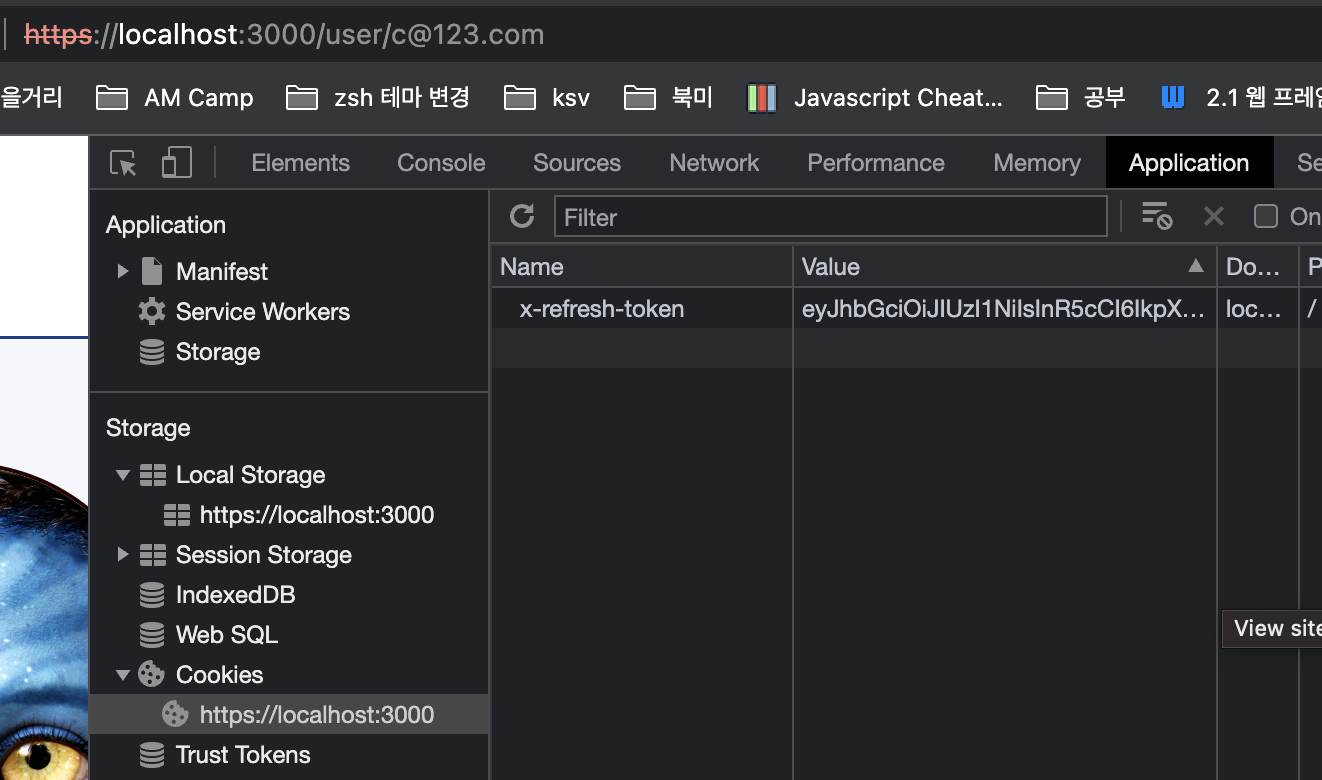 https://localhost:3000/user/c@123.com
을거리 AM Camp zsh 테마 변경 ksv 북미 Javascript Cheat... 공부 2.1 웹 프레임
Elements Console Sources Network Performance Memory Application Se
Application
Manifest
Service Workers
Storage
Storage
Local Storage
https://localhost:3000
Session Storage
IndexedDB
Web SQL
Cookies
https://localhost:3000
Trust Tokens
Filter On
Name Value Do... P
x-refresh-token eyJhbGciOiJIUzI1NiIsInR5cCI6IkpX... loc... /
View site